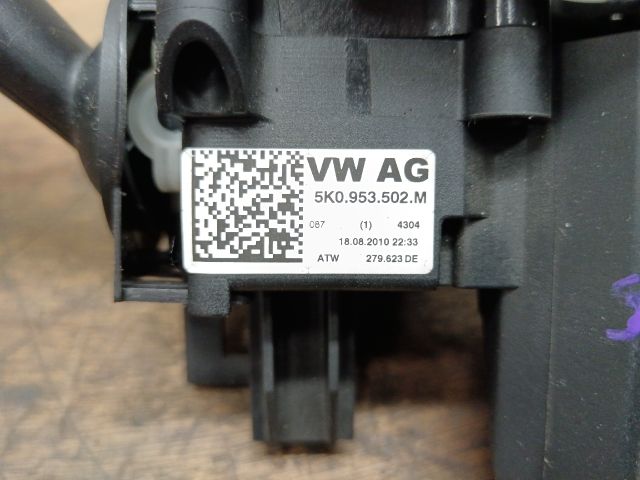 VW AG
5K0.953.502.M
087 (1) 4304
18.08.2010 22:33
ATW 279.623 DE